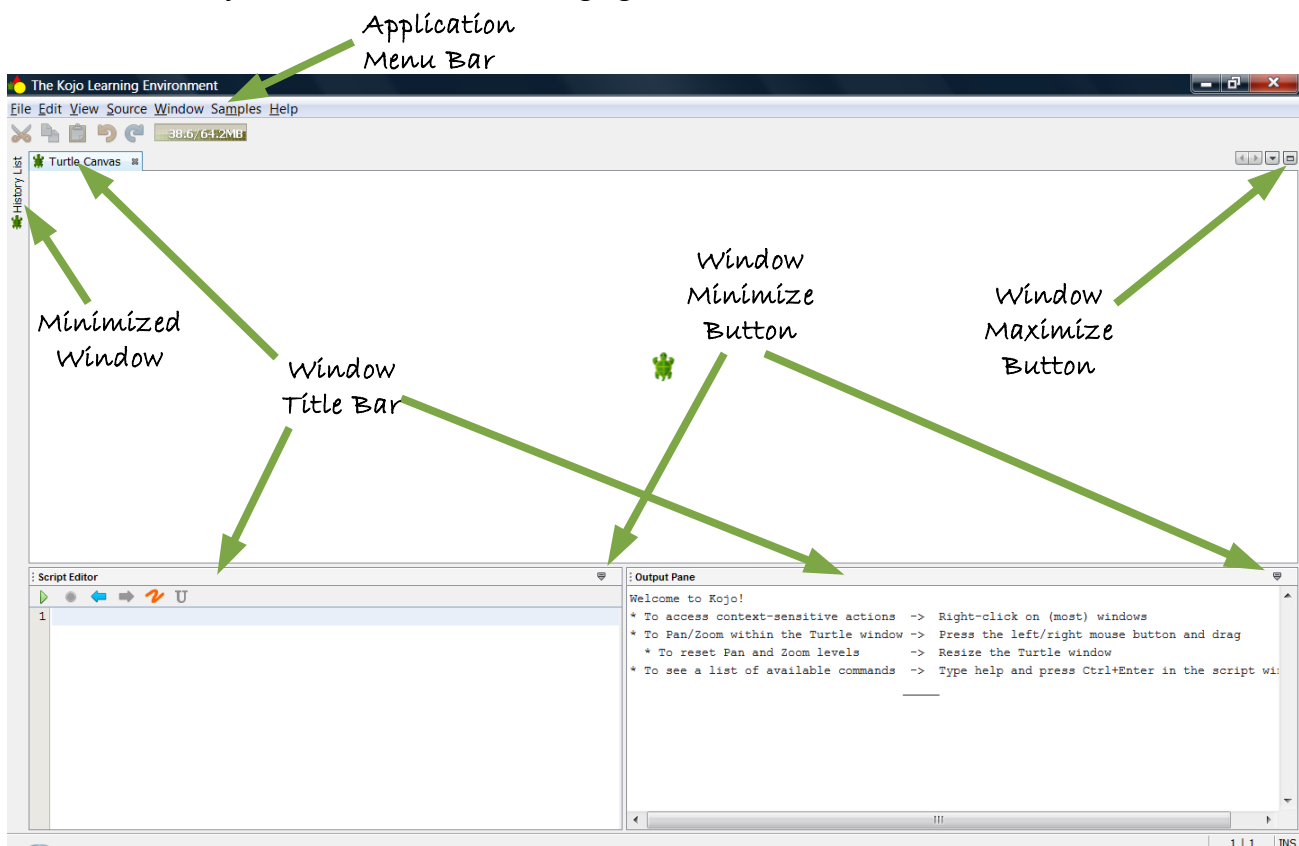 Application
Menu Bar
The Kojo Learning Environment
File Edit View Source Window Samples Help
38.6/64.2MB
History List
Turtle Canvas
Window
Minimize
Button
Window
Maximize
Button
Minimized
Window
Window
Title Bar
Script Editor
1
Output Pane
Welcome to Kojo!
* To access context-sensitive actions -> Right-click on (most) windows
* To Pan/Zoom within the Turtle window -> Press the left/right mouse button and drag
* To reset Pan and Zoom levels -> Resize the Turtle window
* To see a list of available commands -> Type help and press Ctrl+Enter in the script wi
1 | 1 INS